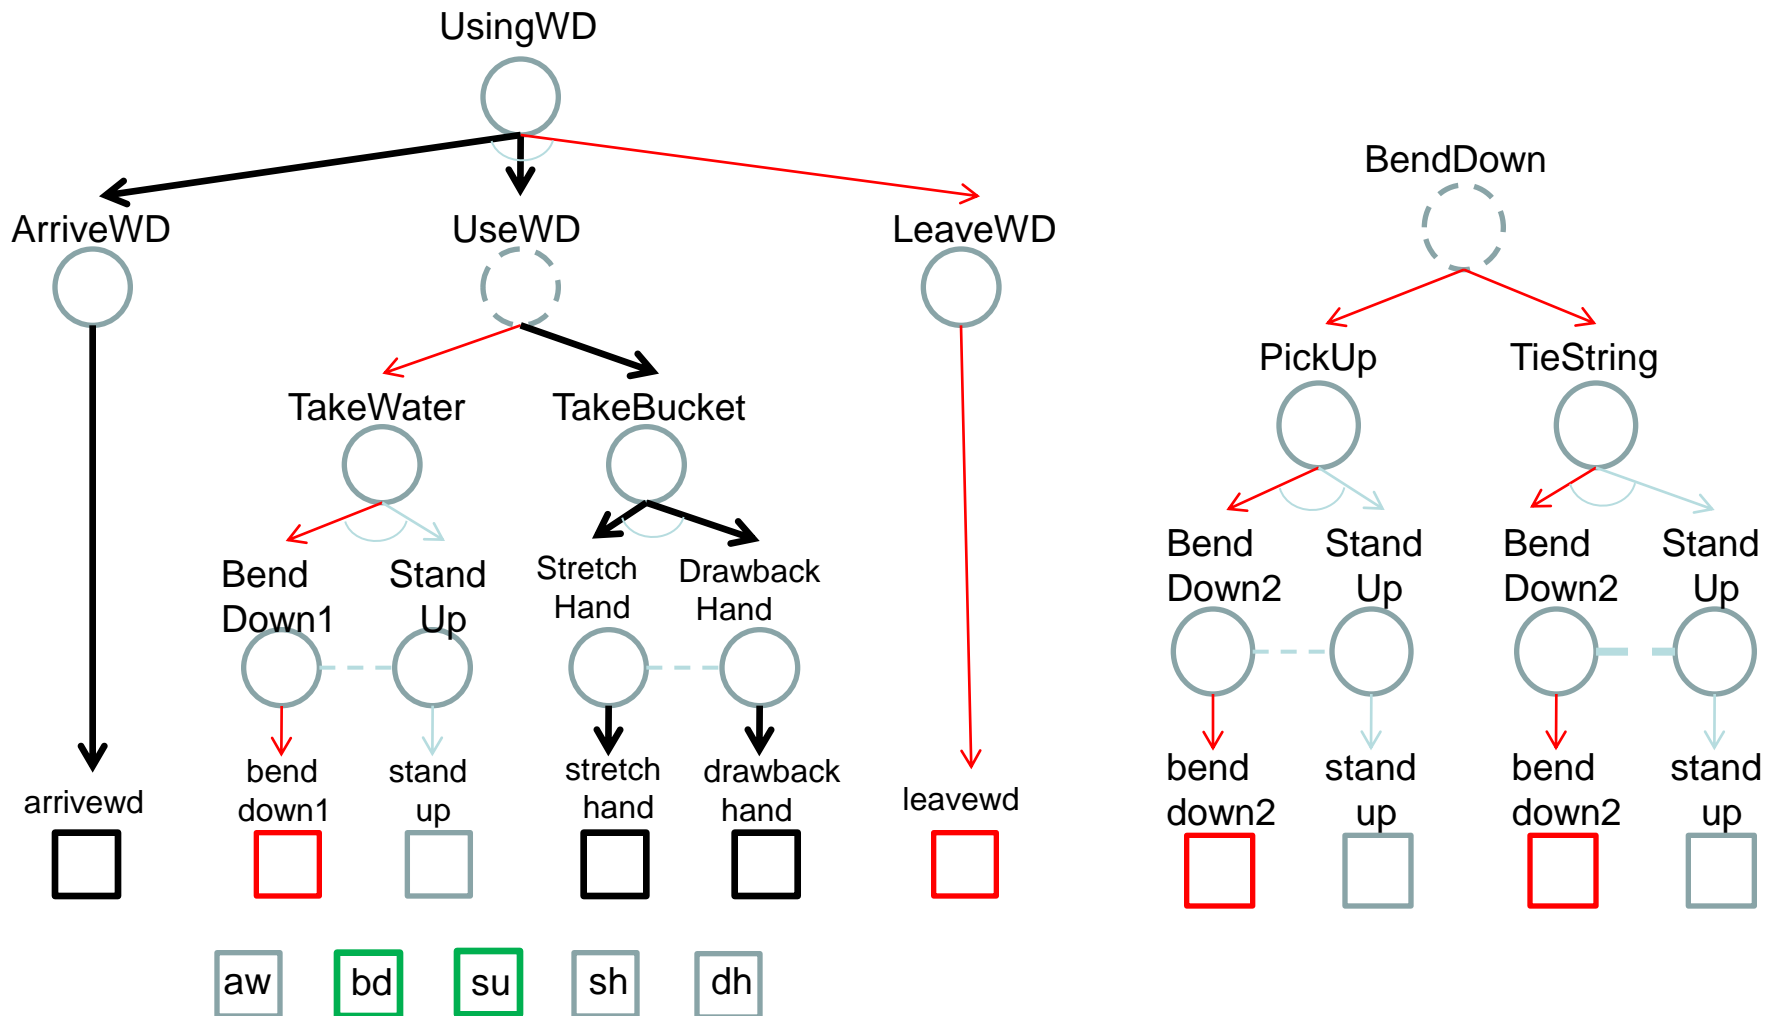 UsingWD
BendDown
ArriveWD
UseWD
LeaveWD
PickUp
TieString
TakeWater
TakeBucket
Bend
Down1
Stand
Up
Stretch
Hand
Drawback
Hand
Bend
Down2
Stand
Up
Bend
Down2
Stand
Up
arrivewd
bend
down1
stand
up
stretch
hand
drawback
hand
leavewd
bend
down2
stand
up
bend
down2
stand
up
aw
bd
su
sh
dh